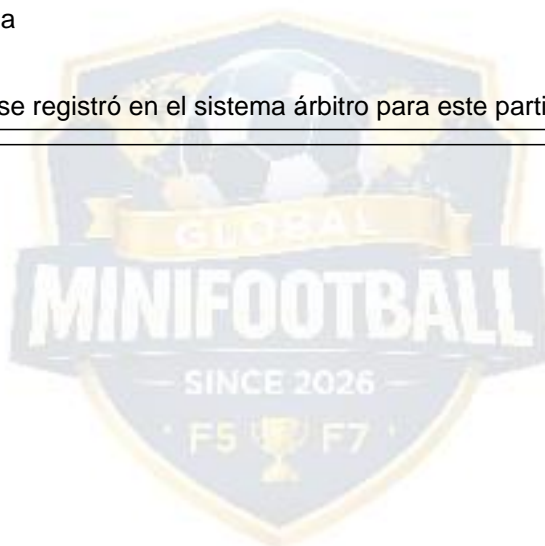 a
se registró en el sistema árbitro para este parti
GLOBAL
MINIFOOTBALL
SINCE 2026
F5 F7